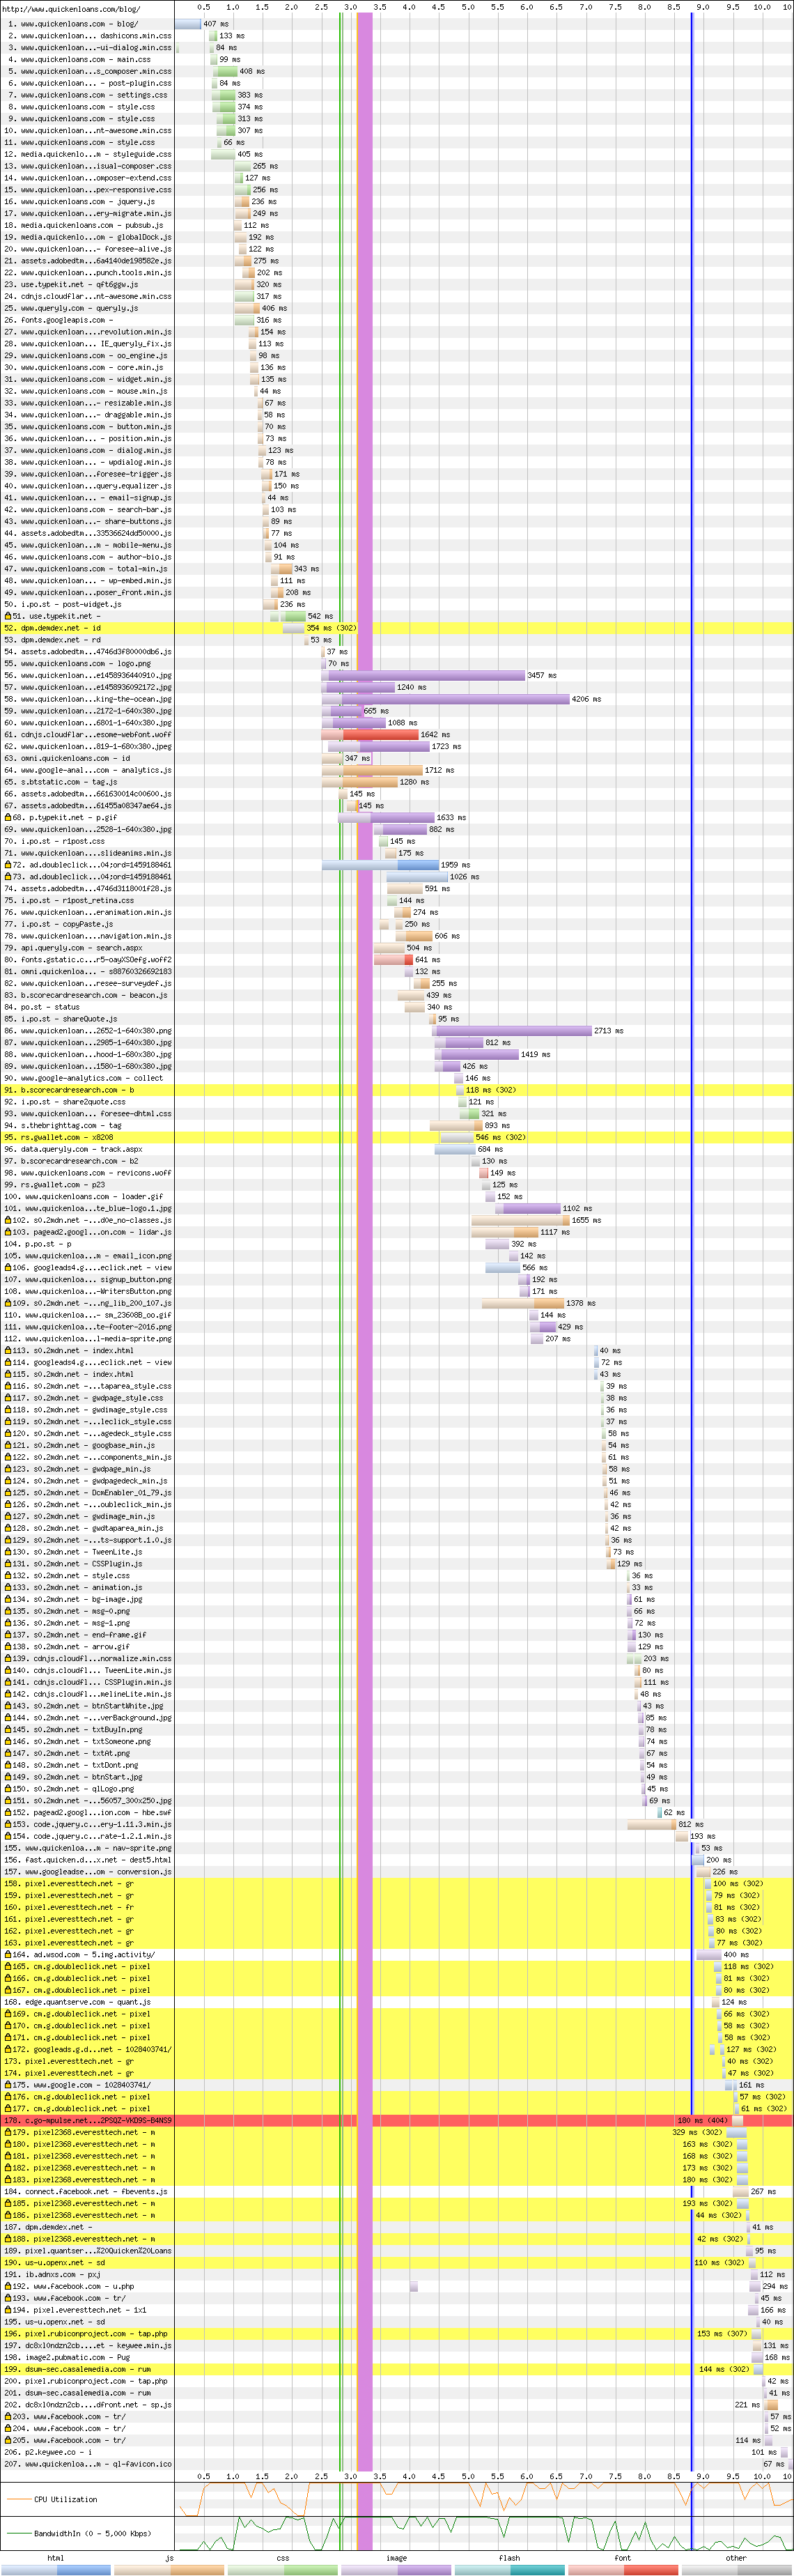 http://www.quickenloans.com/blog/
0.5 1.0 1.5 2.0 2.5 3.0 3.5 4.0 4.5 5.0 5.5 6.0 6.5 7.0 7.5 8.0 8.5 9.0 9.5 10.0 10
1. www.quickenloans.com - blog/ 407 ms
2. www.quickenloan... dashicons.min.css 133 ms
3. www.quickenloan...-ui-dialog.min.css 84 ms
4. www.quickenloans.com - main.css 99 ms
5. www.quickenloan...s_composer.min.css 408 ms
6. www.quickenloan... - post-plugin.css 84 ms
7. www.quickenloans.com - settings.css 383 ms
8. www.quickenloans.com - style.css 374 ms
9. www.quickenloans.com - style.css 313 ms
10. www.quickenloan...nt-awesome.min.css 307 ms
11. www.quickenloans.com - style.css 66 ms
12. media.quickenlo...m - styleguide.css 405 ms
13. www.quickenloan...isual-composer.css 265 ms
14. www.quickenloan...omposer-extend.css 127 ms
15. www.quickenloan...pex-responsive.css 256 ms
16. www.quickenloans.com - jquery.js 236 ms
17. www.quickenloan...ery-migrate.min.js 249 ms
18. media.quickenloans.com - pubsub.js 112 ms
19. media.quickenlo...om - globalDock.js 192 ms
20. www.quickenloan...- foresee-alive.js 122 ms
21. assets.adobedtm...6a4140de198582e.js 275 ms
22. www.quickenloan...punch.tools.min.js 202 ms
23. use.typekit.net - qft6ggw.js 320 ms
24. cdnjs.cloudflar...nt-awesome.min.css 317 ms
25. www.queryly.com - queryly.js 406 ms
26. fonts.googleapis.com - 316 ms
27. www.quickenloan....revolution.min.js 154 ms
28. www.quickenloan... IE_queryly_fix.js 113 ms
29. www.quickenloans.com - oo_engine.js 98 ms
30. www.quickenloans.com - core.min.js 136 ms
31. www.quickenloans.com - widget.min.js 135 ms
32. www.quickenloans.com - mouse.min.js 44 ms
33. www.quickenloan...- resizable.min.js 67 ms
34. www.quickenloan...- draggable.min.js 58 ms
35. www.quickenloans.com - button.min.js 70 ms
36. www.quickenloan... - position.min.js 73 ms
37. www.quickenloans.com - dialog.min.js 123 ms
38. www.quickenloan... - wpdialog.min.js 78 ms
39. www.quickenloan...foresee-trigger.js 171 ms
40. www.quickenloan...query.equalizer.js 150 ms
41. www.quickenloan... - email-signup.js 44 ms
42. www.quickenloans.com - search-bar.js 103 ms
43. www.quickenloan...- share-buttons.js 89 ms
44. assets.adobedtm...33536624dd50000.js 77 ms
45. www.quickenloan...m - mobile-menu.js 104 ms
46. www.quickenloans.com - author-bio.js 91 ms
47. www.quickenloans.com - total-min.js 343 ms
48. www.quickenloan... - wp-embed.min.js 111 ms
49. www.quickenloan...poser_front.min.js 208 ms
50. i.po.st - post-widget.js 236 ms
51. use.typekit.net - 542 ms
52. dpm.demdex.net - id 354 ms (302)
53. dpm.demdex.net - rd 53 ms
54. assets.adobedtm...4746d3f80000db6.js 37 ms
55. www.quickenloans.com - logo.png 70 ms
56. www.quickenloan...e1458936440910.jpg 3457 ms
57. www.quickenloan...e1458936092172.jpg 1240 ms
58. www.quickenloan...king-the-ocean.jpg 4206 ms
59. www.quickenloan...2172-1-640x380.jpg 665 ms
60. www.quickenloan...6801-1-640x380.jpg 1088 ms
61. cdnjs.cloudflar...esome-webfont.woff 1642 ms
62. www.quickenloan...819-1-680x380.jpeg 1723 ms
63. omni.quickenloans.com - id 347 ms
64. www.google-anal...com - analytics.js 1712 ms
65. s.btstatic.com - tag.js 1280 ms
66. assets.adobedtm...661630014c00600.js 145 ms
67. assets.adobedtm...61455a08347ae64.js 145 ms
68. p.typekit.net - p.gif 1633 ms
69. www.quickenloan...2528-1-640x380.jpg 882 ms
70. i.po.st - r1post.css 145 ms
71. www.quickenloan....slideanims.min.js 175 ms
72. ad.doubleclick...04;ord=1459188461 1959 ms
73. ad.doubleclick...04;ord=1459188461 1026 ms
74. assets.adobedtm...4746d3118001f28.js 591 ms
75. i.po.st - r1post_retina.css 144 ms
76. www.quickenloan...eranimation.min.js 274 ms
77. i.po.st - copyPaste.js 250 ms
78. www.quickenloan....navigation.min.js 606 ms
79. api.queryly.com - search.aspx 504 ms
80. fonts.gstatic.c...r5-oayXSOefg.woff2 641 ms
81. omni.quickenloa... - s88760326692183 132 ms
82. www.quickenloan...resee-surveydef.js 255 ms
83. b.scorecardresearch.com - beacon.js 439 ms
84. po.st - status 340 ms
85. i.po.st - shareQuote.js 95 ms
86. www.quickenloan...2652-1-640x380.png 2713 ms
87. www.quickenloan...2985-1-640x380.jpg 812 ms
88. www.quickenloan...hood-1-680x380.jpg 1419 ms
89. www.quickenloan...1580-1-640x380.jpg 426 ms
90. www.google-analytics.com - collect 146 ms
91. b.scorecardresearch.com - b 118 ms (302)
92. i.po.st - share2quote.css 121 ms
93. www.quickenloan... foresee-dhtml.css 321 ms
94. s.thebrighttag.com - tag 893 ms
95. rs.gwallet.com - x8208 546 ms (302)
96. data.queryly.com - track.aspx 684 ms
97. b.scorecardresearch.com - b2 130 ms
98. www.quickenloans.com - revicons.woff 149 ms
99. rs.gwallet.com - p23 125 ms
100. www.quickenloans.com - loader.gif 152 ms
101. www.quickenloa...te_blue-logo.1.jpg 1102 ms
102. s0.2mdn.net -...d0e_no-classes.js 1655 ms
103. pagead2.googl...on.com - lidar.js 1117 ms
104. p.po.st - p 392 ms
105. www.quickenloa...m - email_icon.png 142 ms
106. googleads4.g....eclick.net - view 566 ms
107. www.quickenloa... signup_button.png 192 ms
108. www.quickenloa...-WritersButton.png 171 ms
109. s0.2mdn.net -...ng_lib_200_107.js 1378 ms
110. www.quickenloa...- sm_23608B_oo.gif 144 ms
111. www.quickenloa...te-footer-2016.png 429 ms
112. www.quickenloa...l-media-sprite.png 207 ms
113. s0.2mdn.net - index.html 40 ms
114. googleads4.g....eclick.net - view 72 ms
115. s0.2mdn.net - index.html 43 ms
116. s0.2mdn.net -...taparea_style.css 39 ms
117. s0.2mdn.net - gwdpage_style.css 38 ms
118. s0.2mdn.net - gwdimage_style.css 36 ms
119. s0.2mdn.net -...leclick_style.css 37 ms
120. s0.2mdn.net -...agedeck_style.css 58 ms
121. s0.2mdn.net - googbase_min.js 54 ms
122. s0.2mdn.net -...components_min.js 61 ms
123. s0.2mdn.net - gwdpage_min.js 58 ms
124. s0.2mdn.net - gwdpagedeck_min.js 51 ms
125. s0.2mdn.net - DcmEnabler_01_79.js 46 ms
126. s0.2mdn.net -...oubleclick_min.js 42 ms
127. s0.2mdn.net - gwdimage_min.js 36 ms
128. s0.2mdn.net - gwdtaparea_min.js 42 ms
129. s0.2mdn.net -...ts-support.1.0.js 36 ms
130. s0.2mdn.net - TweenLite.js 73 ms
131. s0.2mdn.net - CSSPlugin.js 129 ms
132. s0.2mdn.net - style.css 36 ms
133. s0.2mdn.net - animation.js 33 ms
134. s0.2mdn.net - bg-image.jpg 61 ms
135. s0.2mdn.net - msg-0.png 66 ms
136. s0.2mdn.net - msg-1.png 72 ms
137. s0.2mdn.net - end-frame.gif 130 ms
138. s0.2mdn.net - arrow.gif 129 ms
139. cdnjs.cloudfl...normalize.min.css 203 ms
140. cdnjs.cloudfl... TweenLite.min.js 80 ms
141. cdnjs.cloudfl... CSSPlugin.min.js 111 ms
142. cdnjs.cloudfl...melineLite.min.js 48 ms
143. s0.2mdn.net - btnStartWhite.jpg 43 ms
144. s0.2mdn.net -...verBackground.jpg 85 ms
145. s0.2mdn.net - txtBuyIn.png 78 ms
146. s0.2mdn.net - txtSomeone.png 74 ms
147. s0.2mdn.net - txtAt.png 67 ms
148. s0.2mdn.net - txtDont.png 54 ms
149. s0.2mdn.net - btnStart.jpg 49 ms
150. s0.2mdn.net - qlLogo.png 45 ms
151. s0.2mdn.net -...56057_300x250.jpg 69 ms
152. pagead2.googl...ion.com - hbe.swf 62 ms
153. code.jquery.c...ery-1.11.3.min.js 812 ms
154. code.jquery.c...rate-1.2.1.min.js 193 ms
155. www.quickenloa...m - nav-sprite.png 53 ms
156. fast.quicken.d...x.net - dest5.html 200 ms
157. www.googleadse...om - conversion.js 226 ms
158. pixel.everesttech.net - gr 100 ms (302)
159. pixel.everesttech.net - gr 79 ms (302)
160. pixel.everesttech.net - fr 81 ms (302)
161. pixel.everesttech.net - gr 83 ms (302)
162. pixel.everesttech.net - gr 80 ms (302)
163. pixel.everesttech.net - gr 77 ms (302)
164. ad.wsod.com - 5.img.activity/ 400 ms
165. cm.g.doubleclick.net - pixel 118 ms (302)
166. cm.g.doubleclick.net - pixel 81 ms (302)
167. cm.g.doubleclick.net - pixel 80 ms (302)
168. edge.quantserve.com - quant.js 124 ms
169. cm.g.doubleclick.net - pixel 66 ms (302)
170. cm.g.doubleclick.net - pixel 58 ms (302)
171. cm.g.doubleclick.net - pixel 58 ms (302)
172. googleads.g.d...net - 1028403741/ 127 ms (302)
173. pixel.everesttech.net - gr 40 ms (302)
174. pixel.everesttech.net - gr 47 ms (302)
175. www.google.com - 1028403741/ 161 ms
176. cm.g.doubleclick.net - pixel 57 ms (302)
177. cm.g.doubleclick.net - pixel 61 ms (302)
178. c.go-mpulse.net...2PSQZ-VKD9S-B4NS9 180 ms (404)
179. pixel2368.everesttech.net - m 329 ms (302)
180. pixel2368.everesttech.net - m 163 ms (302)
181. pixel2368.everesttech.net - m 168 ms (302)
182. pixel2368.everesttech.net - m 173 ms (302)
183. pixel2368.everesttech.net - m 180 ms (302)
184. connect.facebook.net - fbevents.js 267 ms
185. pixel2368.everesttech.net - m 193 ms (302)
186. pixel2368.everesttech.net - m 44 ms (302)
187. dpm.demdex.net - 41 ms
188. pixel2368.everesttech.net - m 42 ms (302)
189. pixel.quantser...%20Quicken%20Loans 95 ms
190. us-u.openx.net - sd 110 ms (302)
191. ib.adnxs.com - pxj 112 ms
192. www.facebook.com - u.php 294 ms
193. www.facebook.com - tr/ 45 ms
194. pixel.everesttech.net - 1x1 166 ms
195. us-u.openx.net - sd 40 ms
196. pixel.rubiconproject.com - tap.php 153 ms (307)
197. dc8xl0ndzn2cb....et - keywee.min.js 131 ms
198. image2.pubmatic.com - Pug 168 ms
199. dsum-sec.casalemedia.com - rum 144 ms (302)
200. pixel.rubiconproject.com - tap.php 42 ms
201. dsum-sec.casalemedia.com - rum 41 ms
202. dc8xl0ndzn2cb....dfront.net - sp.js 221 ms
203. www.facebook.com - tr/ 57 ms
204. www.facebook.com - tr/ 52 ms
205. www.facebook.com - tr/ 114 ms
206. p2.keywee.co - i 101 ms
207. www.quickenloa...m - ql-favicon.ico 67 ms
0.5 1.0 1.5 2.0 2.5 3.0 3.5 4.0 4.5 5.0 5.5 6.0 6.5 7.0 7.5 8.0 8.5 9.0 9.5 10.0 10
CPU Utilization
BandwidthIn (0 - 5,000 Kbps)
html js css image flash font other